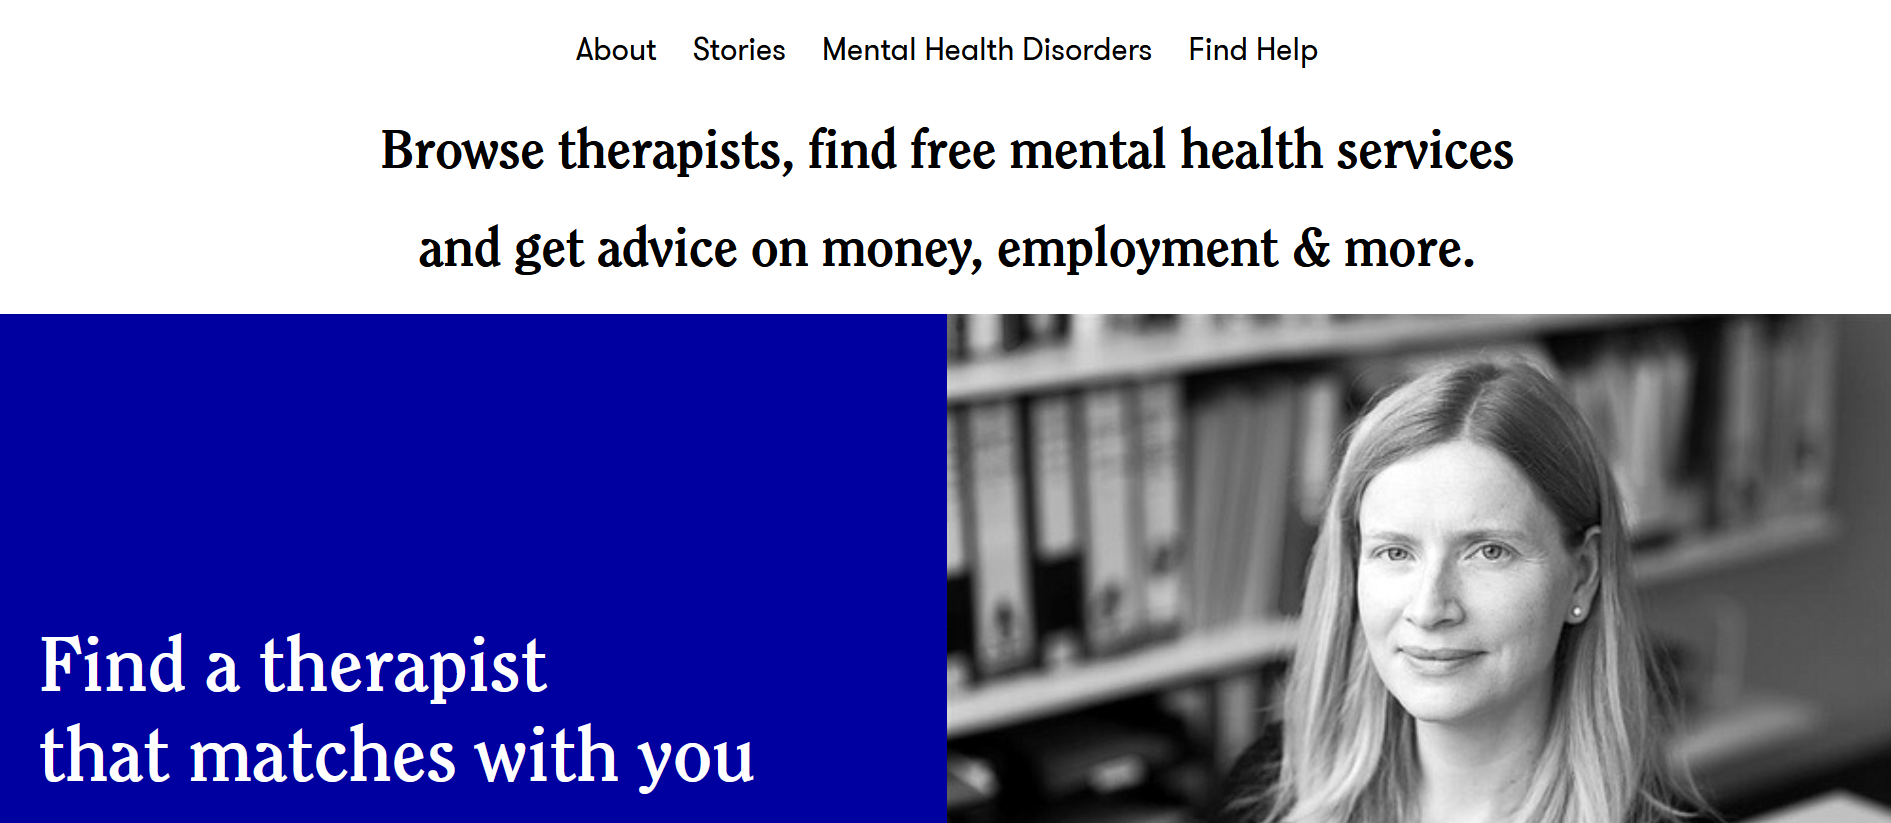 About Stories Mental Health Disorders Find Help
Browse therapists, find free mental health services
and get advice on money, employment & more.
Find a therapist
that matches with you